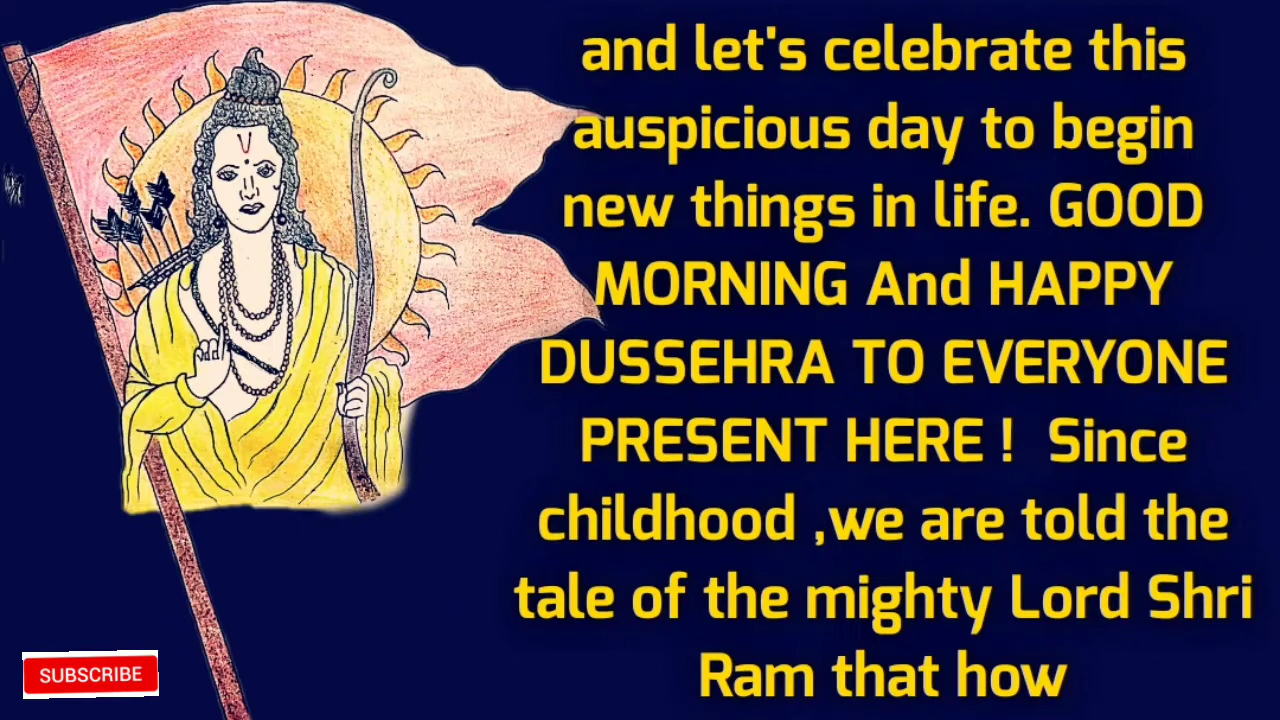 and let's celebrate this
auspicious day to begin
new things in life. GOOD
MORNING And HAPPY
DUSSEHRA TO EVERYONE
PRESENT HERE !  Since
childhood ,we are told the
tale of the mighty Lord Shri
Ram that how
SUBSCRIBE